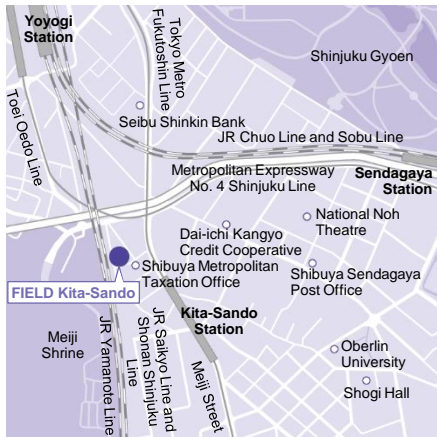 Yoyogi
Station
Tokyo Metro
Fukutoshin Line
Shinjuku Gyoen
Toei Oedo Line
Seibu Shinkin Bank
JR Chuo Line and Sobu Line
Metropolitan Expressway
No. 4 Shinjuku Line
Sendagaya
Station
National Noh
Theatre
Dai-ichi Kangyo
Credit Cooperative
Shibuya Metropolitan
Taxation Office
Shibuya Sendagaya
Post Office
FIELD Kita-Sando
Kita-Sando
Station
Meiji
Shrine
JR Yamanote Line
JR Saikyo Line and
Shonan Shinjuku
Line
Meiji Street
Oberlin
University
Shogi Hall